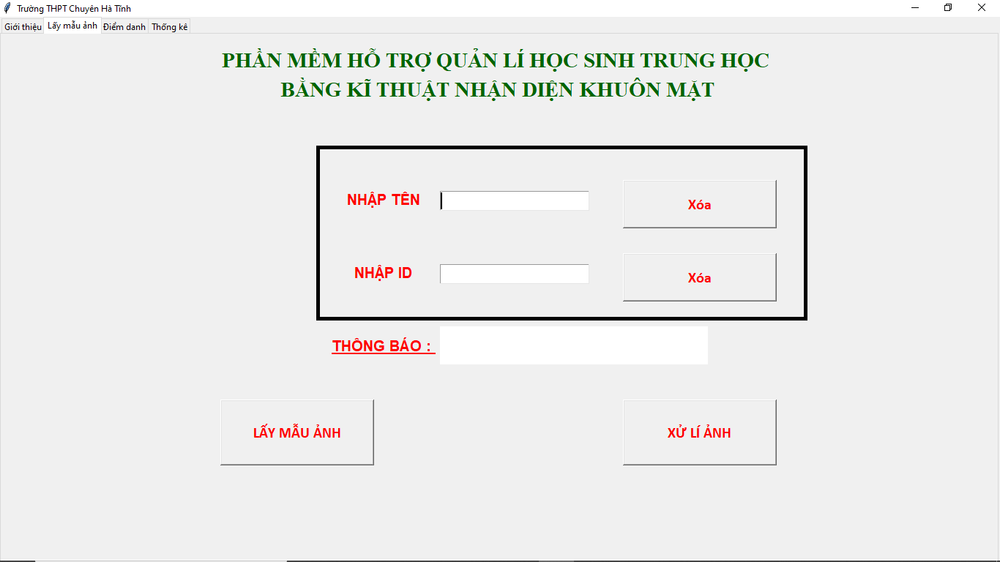 Trường THPT Chuyên Hà Tĩnh
Giới thiệu Lấy mẫu ảnh Điểm danh Thống kê
PHẦN MỀM HỖ TRỢ QUẢN LÍ HỌC SINH TRUNG HỌC
BẰNG KĨ THUẬT NHẬN DIỆN KHUÔN MẶT
NHẬP TÊN Xóa
NHẬP ID Xóa
THÔNG BÁO :
LẤY MẪU ẢNH XỬ LÍ ẢNH